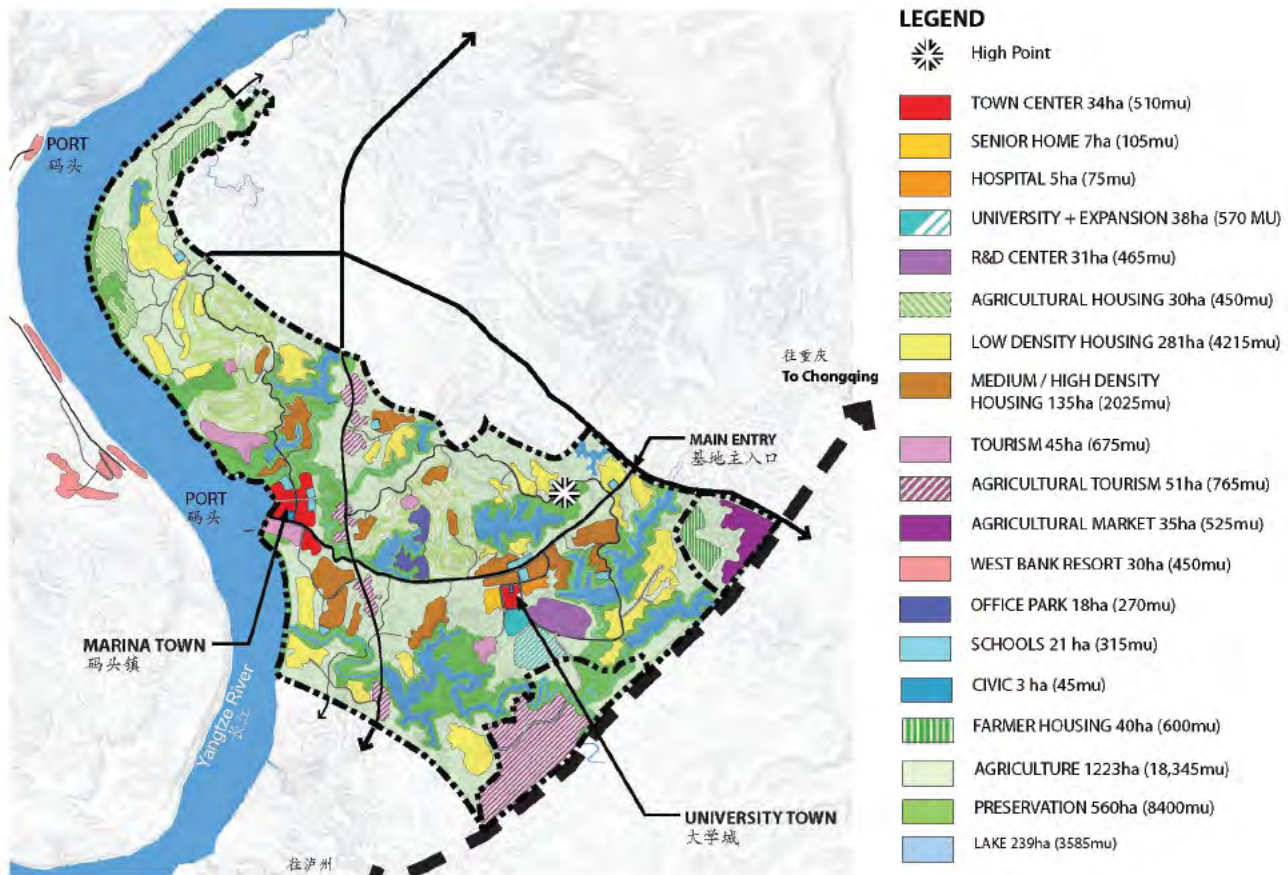 PORT
码头
往重庆
To Chongqing
MAIN ENTRY
基地主入口
PORT
码头
MARINA TOWN
码头镇
Yangtze River
长江
UNIVERSITY TOWN
大学城
往泸州
LEGEND
High Point
TOWN CENTER 34ha (510mu)
SENIOR HOME 7ha (105mu)
HOSPITAL 5ha (75mu)
UNIVERSITY + EXPANSION 38ha (570 MU)
R&D CENTER 31ha (465mu)
AGRICULTURAL HOUSING 30ha (450mu)
LOW DENSITY HOUSING 281ha (4215mu)
MEDIUM / HIGH DENSITY
HOUSING 135ha (2025mu)
TOURISM 45ha (675mu)
AGRICULTURAL TOURISM 51ha (765mu)
AGRICULTURAL MARKET 35ha (525mu)
WEST BANK RESORT 30ha (450mu)
OFFICE PARK 18ha (270mu)
SCHOOLS 21 ha (315mu)
CIVIC 3 ha (45mu)
FARMER HOUSING 40ha (600mu)
AGRICULTURE 1223ha (18,345mu)
PRESERVATION 560ha (8400mu)
LAKE 239ha (3585mu)